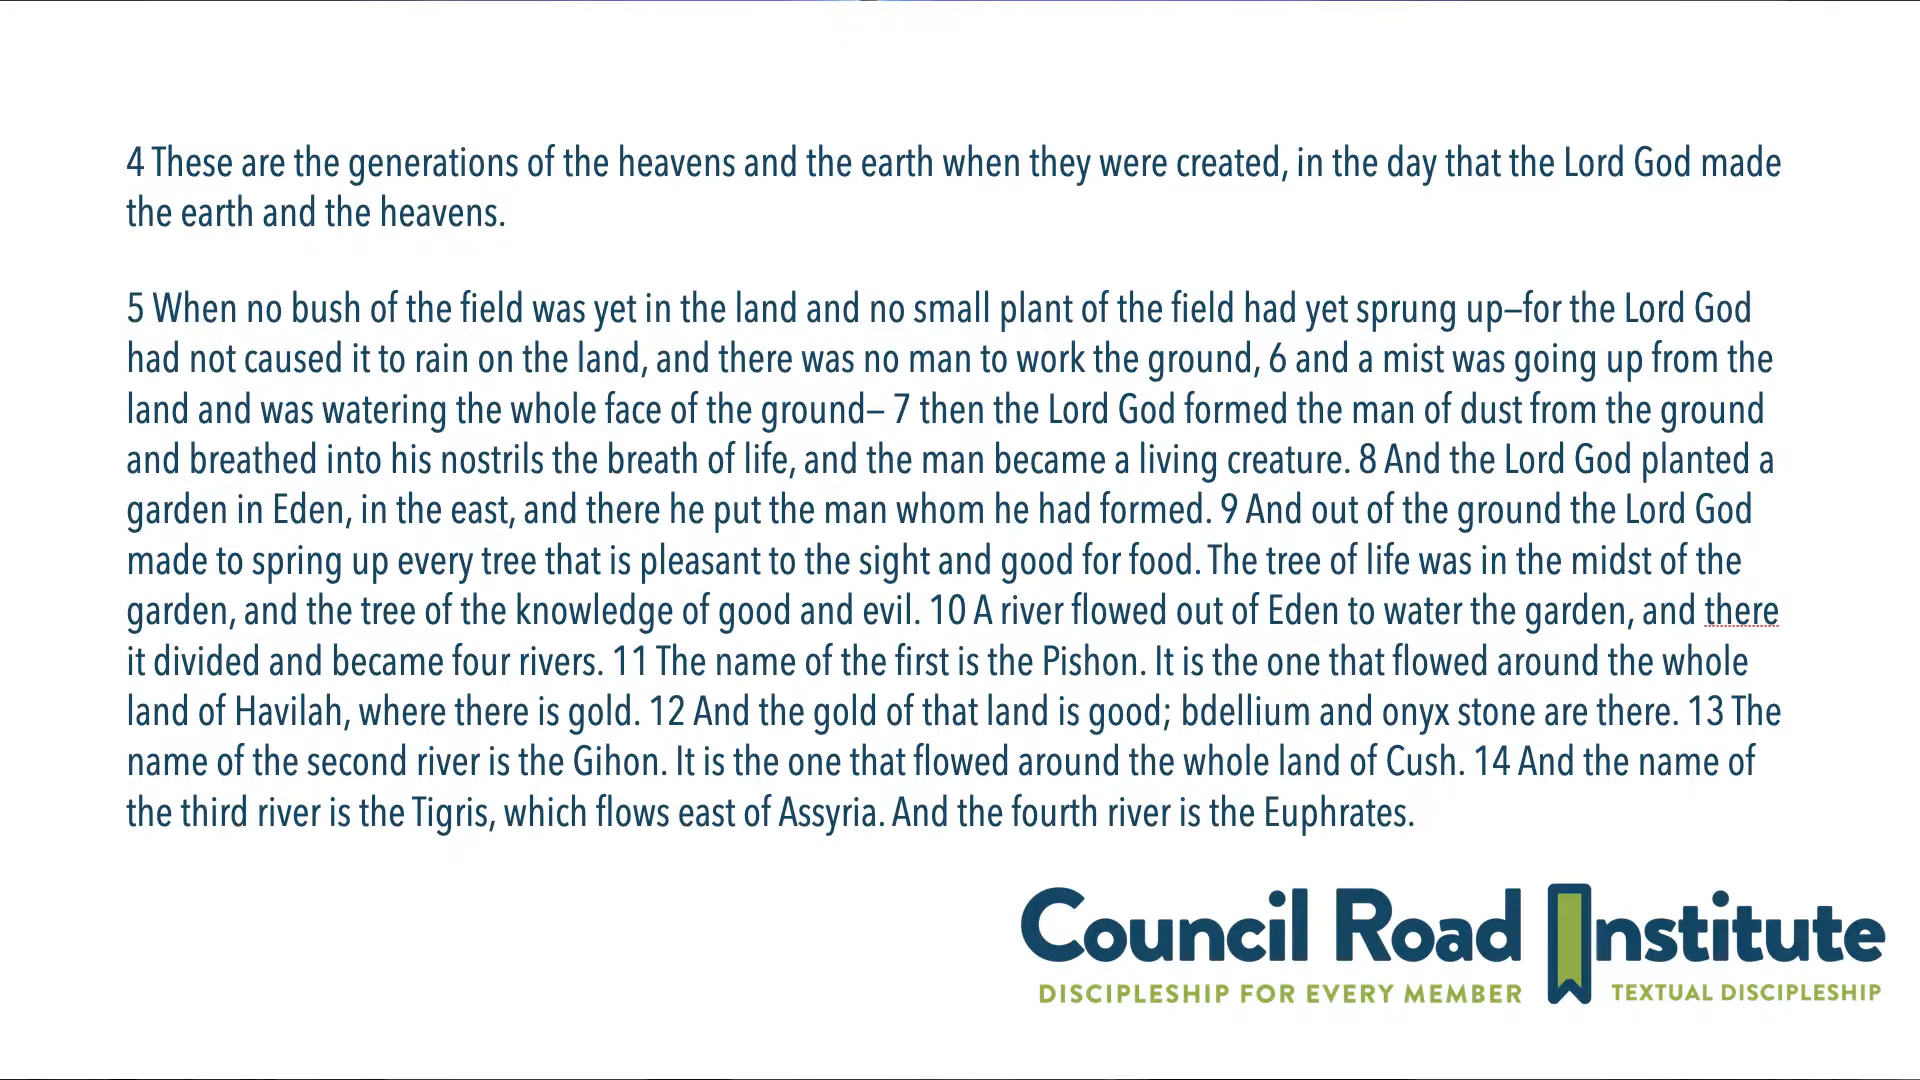 4 These are the generations of the heavens and the earth when they were created, in the day that the Lord God made
the earth and the heavens.
5 When no bush of the field was yet in the land and no small plant of the field had yet sprung up—for the Lord God
had not caused it to rain on the land, and there was no man to work the ground, 6 and a mist was going up from the
land and was watering the whole face of the ground— 7 then the Lord God formed the man of dust from the ground
and breathed into his nostrils the breath of life, and the man became a living creature. 8 And the Lord God planted a
garden in Eden, in the east, and there he put the man whom he had formed. 9 And out of the ground the Lord God
made to spring up every tree that is pleasant to the sight and good for food. The tree of life was in the midst of the
garden, and the tree of the knowledge of good and evil. 10 A river flowed out of Eden to water the garden, and there
it divided and became four rivers. 11 The name of the first is the Pishon. It is the one that flowed around the whole
land of Havilah, where there is gold. 12 And the gold of that land is good; bdellium and onyx stone are there. 13 The
name of the second river is the Gihon. It is the one that flowed around the whole land of Cush. 14 And the name of
the third river is the Tigris, which flows east of Assyria. And the fourth river is the Euphrates.
Council Road Institute
DISCIPLESHIP FOR EVERY MEMBER TEXTUAL DISCIPLESHIP